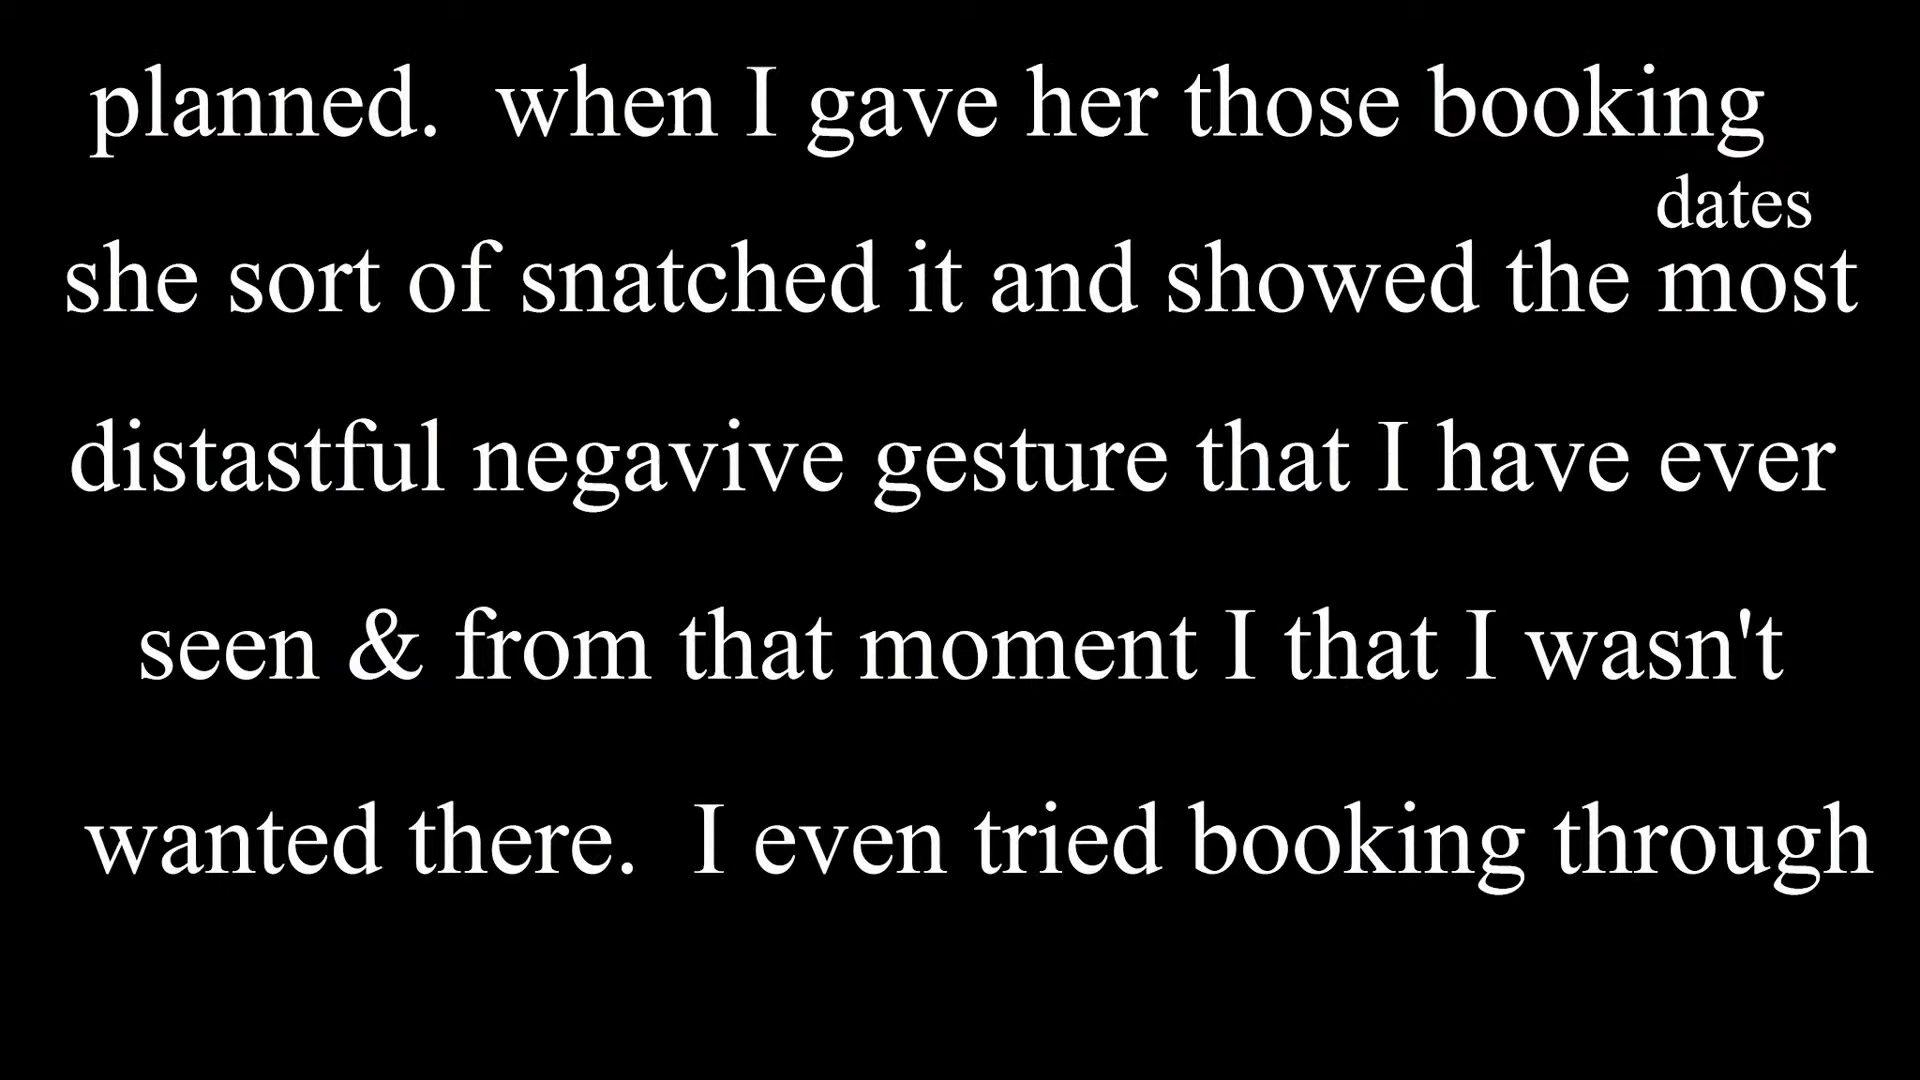 planned.  when I gave her those booking
dates
she sort of snatched it and showed the most
distastful negavive gesture that I have ever
seen & from that moment I that I wasn't
wanted there.  I even tried booking through